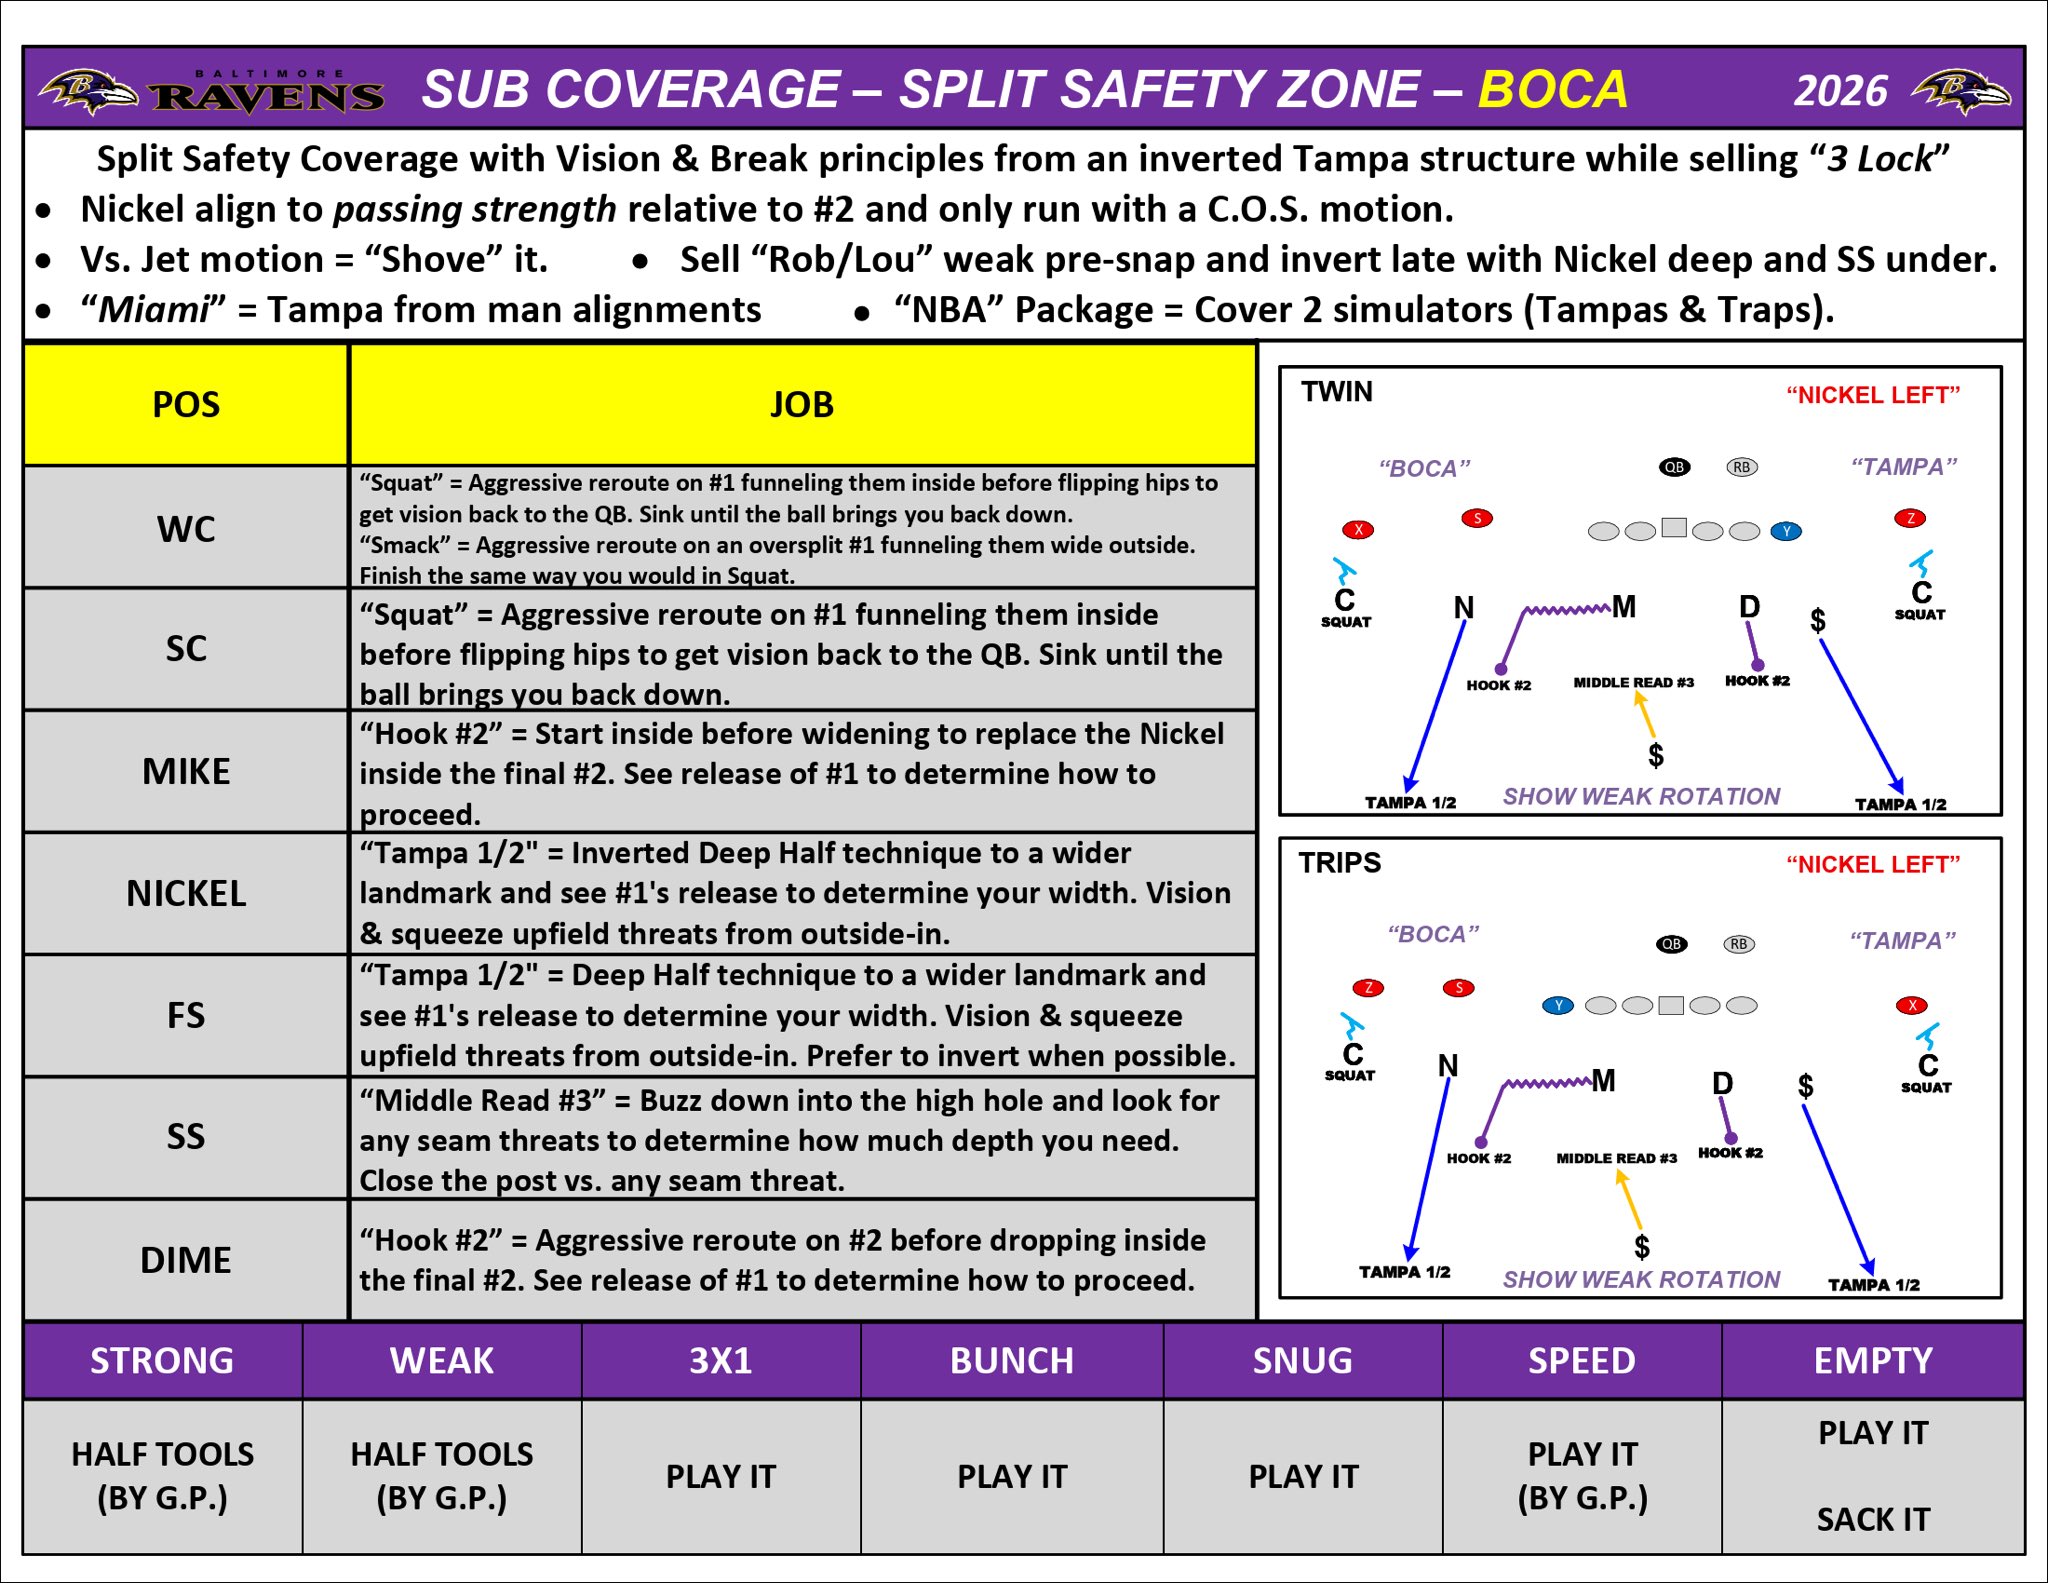 BALTIMORE
RAVENS
SUB COVERAGE – SPLIT SAFETY ZONE – BOCA
2026
Split Safety Coverage with Vision & Break principles from an inverted Tampa structure while selling “3 Lock”
• Nickel align to passing strength relative to #2 and only run with a C.O.S. motion.
• Vs. Jet motion = “Shove” it. • Sell “Rob/Lou” weak pre-snap and invert late with Nickel deep and SS under.
• “Miami” = Tampa from man alignments • “NBA” Package = Cover 2 simulators (Tampas & Traps).
POS JOB
WC
“Squat” = Aggressive reroute on #1 funneling them inside before flipping hips to
get vision back to the QB. Sink until the ball brings you back down.
“Smack” = Aggressive reroute on an oversplit #1 funneling them wide outside.
Finish the same way you would in Squat.
SC
“Squat” = Aggressive reroute on #1 funneling them inside
before flipping hips to get vision back to the QB. Sink until the
ball brings you back down.
MIKE
“Hook #2” = Start inside before widening to replace the Nickel
inside the final #2. See release of #1 to determine how to
proceed.
NICKEL
“Tampa 1/2" = Inverted Deep Half technique to a wider
landmark and see #1's release to determine your width. Vision
& squeeze upfield threats from outside-in.
FS
“Tampa 1/2" = Deep Half technique to a wider landmark and
see #1's release to determine your width. Vision & squeeze
upfield threats from outside-in. Prefer to invert when possible.
SS
“Middle Read #3” = Buzz down into the high hole and look for
any seam threats to determine how much depth you need.
Close the post vs. any seam threat.
DIME
“Hook #2” = Aggressive reroute on #2 before dropping inside
the final #2. See release of #1 to determine how to proceed.
TWIN “NICKEL LEFT”
“BOCA” QB RB “TAMPA”
X S Y Z
C N M D $ C
SQUAT SQUAT
HOOK #2 MIDDLE READ #3 HOOK #2
$
TAMPA 1/2 SHOW WEAK ROTATION TAMPA 1/2
TRIPS “NICKEL LEFT”
“BOCA” QB RB “TAMPA”
Z S Y X
C N M D $ C
SQUAT SQUAT
HOOK #2 MIDDLE READ #3 HOOK #2
$
TAMPA 1/2 SHOW WEAK ROTATION TAMPA 1/2
STRONG WEAK 3X1 BUNCH SNUG SPEED EMPTY
HALF TOOLS
(BY G.P.)
HALF TOOLS
(BY G.P.)
PLAY IT
PLAY IT
PLAY IT
PLAY IT
(BY G.P.)
PLAY IT
SACK IT